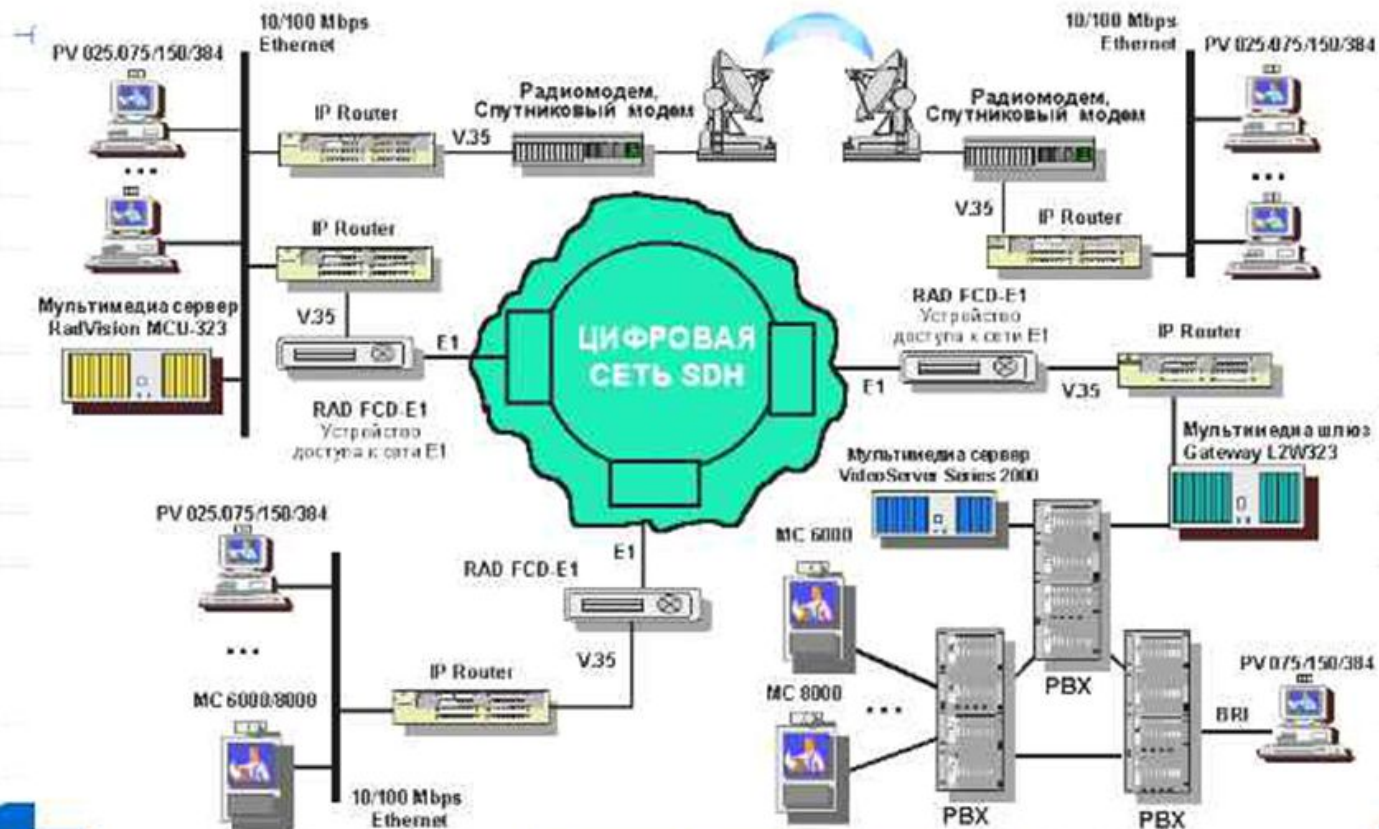 10/100 Mbps
Ethernet
PV 025.075/150/384
IP Router
V.35
Радиомодем,
Спутниковый модем
10/100 Mbps
Ethernet
PV 025.075/150/384
Радиомодем,
Спутниковый модем
V.35
IP Router
IP Router
V.35
Мультимедиа сервер
RadVision MCU-323
E1
RAD FCD-E1
Устройство
доступа к сети E1
ЦИФРОВАЯ
СЕТЬ SDH
RAD FCD-E1
Устройство
доступа к сети E1
E1
V.35
IP Router
Мультимедиа шлюз
Gateway L2W323
Мультимедиа сервер
VideoServer Series 2000
PV 025.075/150/384
E1
RAD FCD-E1
V.35
IP Router
MC 6000/8000
10/100 Mbps
Ethernet
MC 6000
MC 8000
PBX
PV 075/150/384
BRI
PBX
PBX